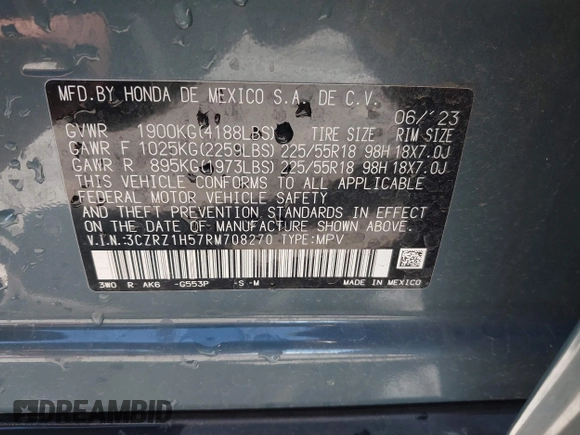 MFD.BY HONDA DE MEXICO S.A. DE C.V.
06/'23
GVWR 1900KG(4188LBS) TIRE SIZE RIM SIZE
GAWR F 1025KG(2259LBS) 225/55R18 98H 18X7.0J
GAWR R 895KG(1973LBS) 225/55R18 98H 18X7.0J
THIS VEHICLE CONFORMS TO ALL APPLICABLE
FEDERAL MOTOR VEHICLE SAFETY
AND THEFT PREVENTION STANDARDS IN EFFECT
ON THE DATE OF MANUFACTURE SHOWN ABOVE.
V.I.N:3CZRZ1H57RM708270 TYPE:MPV
3W0 R AK6 -G553P -S -M MADE IN MEXICO
DREAMBID